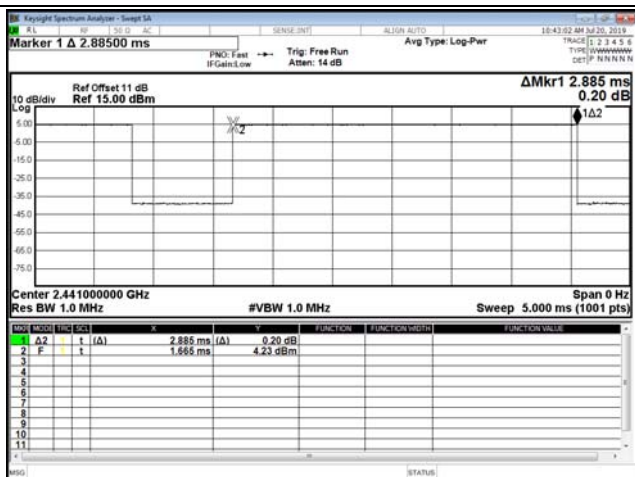 Keysight Spectrum Analyzer - Swept SA
RL RF 50 Ω AC SENSE:INT ALIGN AUTO 10:43:02 AM Jul 20, 2019
Marker 1 Δ 2.88500 ms
PNO: Fast Trig: Free Run Avg Type: Log-Pwr TRACE 1 2 3 4 5 6
IFGain:Low Atten: 14 dB TYPE WWWWWW
DET P N N N N N
ΔMkr1 2.885 ms
0.20 dB
Ref Offset 11 dB
10 dB/div Ref 15.00 dBm
Log
1Δ2
5.00
2
-5.00
-15.0
-25.0
-35.0
-45.0
-55.0
-65.0
-75.0
Center 2.441000000 GHz Span 0 Hz
Res BW 1.0 MHz #VBW 1.0 MHz Sweep 5.000 ms (1001 pts)
MKR MODE TRC SCL X Y FUNCTION FUNCTION WIDTH FUNCTION VALUE
1 Δ2 t (Δ) 2.885 ms (Δ) 0.20 dB
2 F t 1.665 ms 4.23 dBm
3
4
5
6
7
8
9
10
11
MSG STATUS